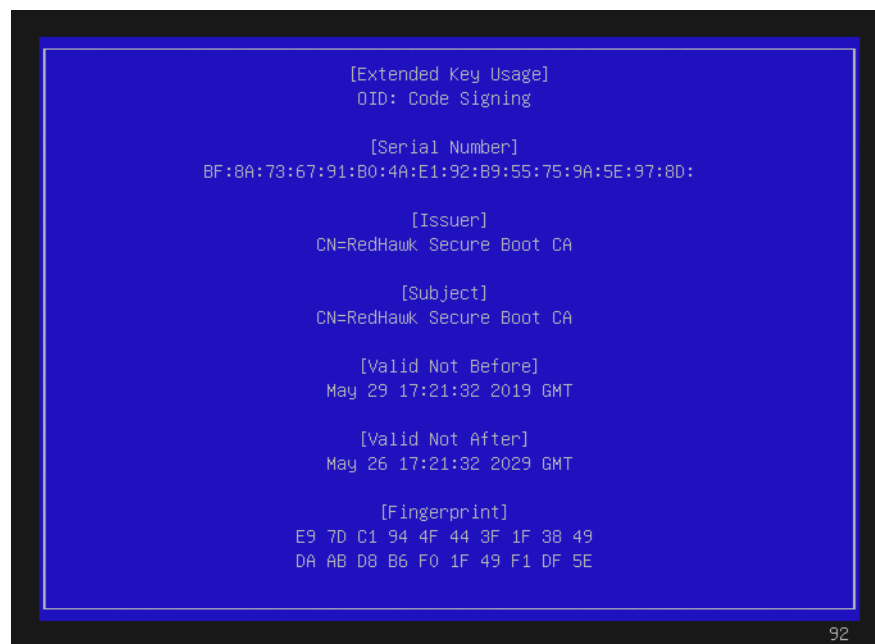 [Extended Key Usage]
OID: Code Signing
[Serial Number]
BF:8A:73:67:91:B0:4A:E1:92:B9:55:75:9A:5E:97:8D:
[Issuer]
CN=RedHawk Secure Boot CA
[Subject]
CN=RedHawk Secure Boot CA
[Valid Not Before]
May 29 17:21:32 2019 GMT
[Valid Not After]
May 26 17:21:32 2029 GMT
[Fingerprint]
E9 7D C1 94 4F 44 3F 1F 38 49
DA AB D8 B6 F0 1F 49 F1 DF 5E
92